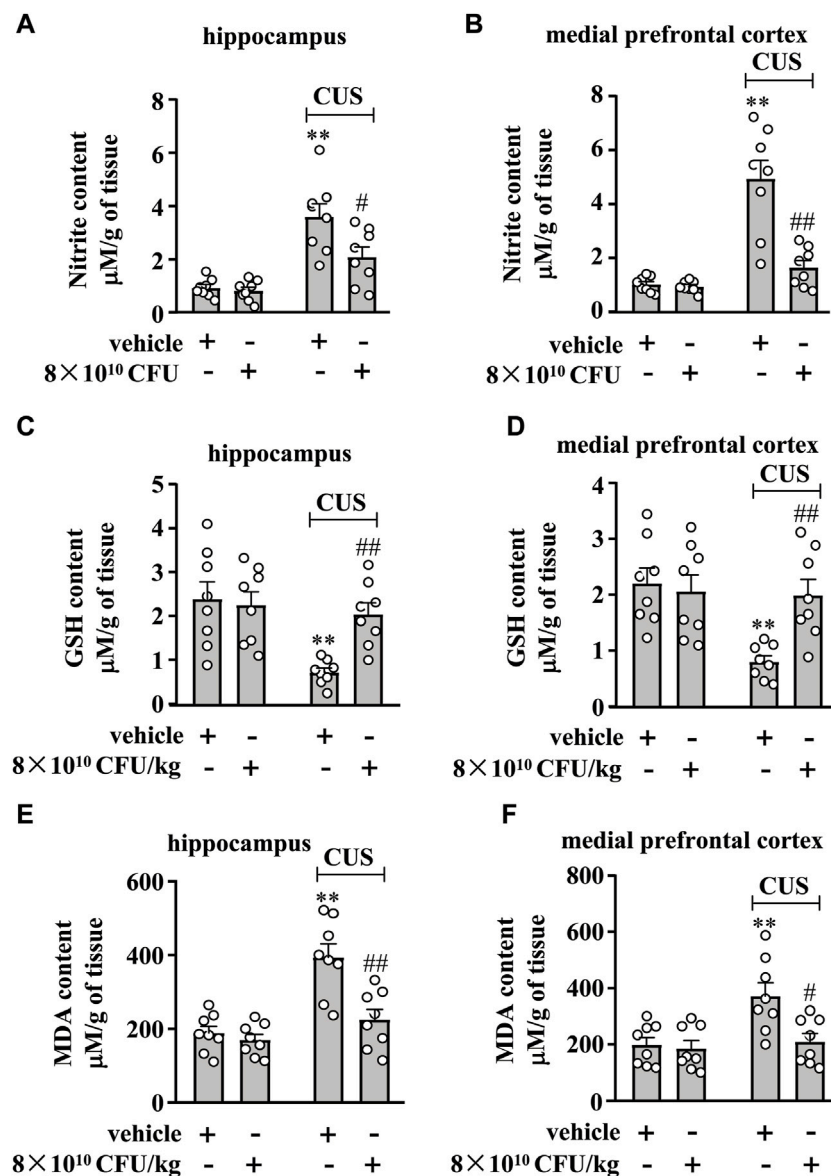 A
hippocampus
Nitrite content
μM/g of tissue
8
6
4
2
0
CUS
**
#
vehicle + - + -
8×10¹⁰ CFU - + - +
B
medial prefrontal cortex
Nitrite content
μM/g of tissue
8
6
4
2
0
CUS
**
##
vehicle + - + -
8×10¹⁰ CFU - + - +
C
hippocampus
GSH content
μM/g of tissue
5
4
3
2
1
0
CUS
**
##
vehicle + - + -
8×10¹⁰ CFU/kg - + - +
D
medial prefrontal cortex
GSH content
μM/g of tissue
4
3
2
1
0
CUS
**
##
vehicle + - + -
8×10¹⁰ CFU/kg - + - +
E
hippocampus
MDA content
μM/g of tissue
600
400
200
0
CUS
**
##
vehicle + - + -
8×10¹⁰ CFU/kg - + - +
F
medial prefrontal cortex
MDA content
μM/g of tissue
800
600
400
200
0
CUS
**
#
vehicle + - + -
8×10¹⁰ CFU/kg - + - +